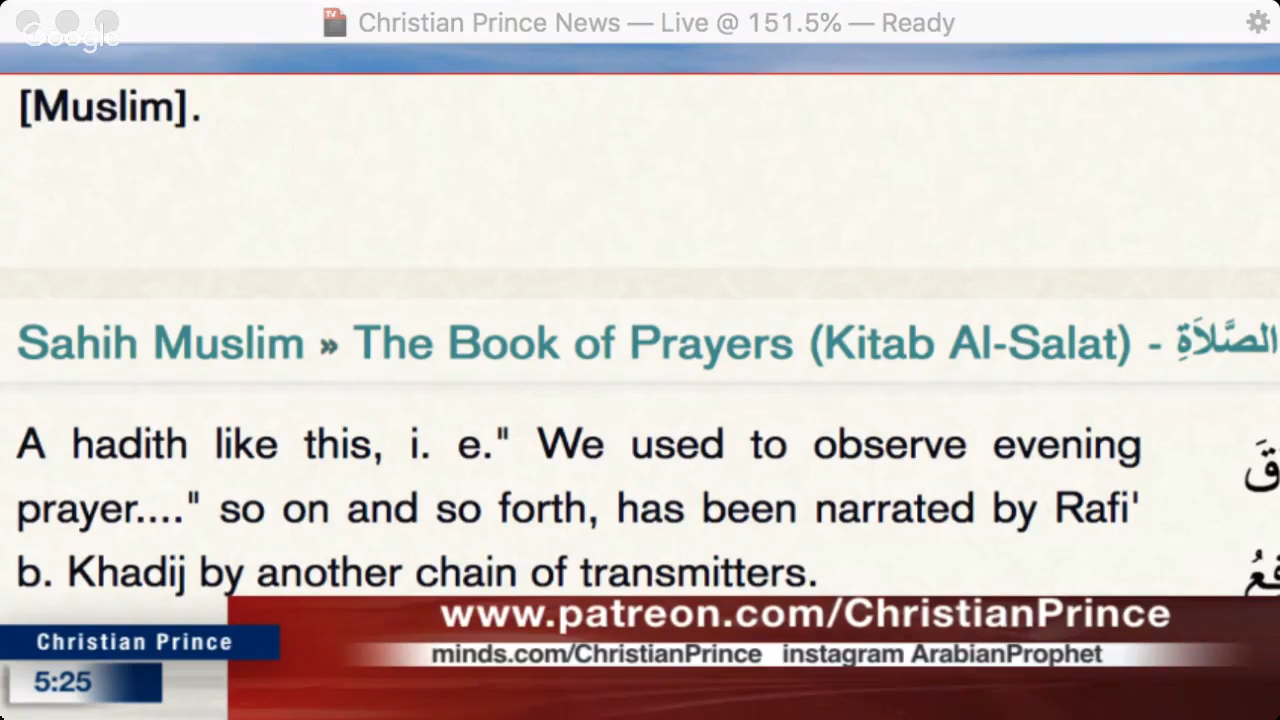 Christian Prince News — Live @ 151.5% — Ready
Google
[Muslim].
Sahih Muslim » The Book of Prayers (Kitab Al-Salat) - الصَّلاَةِ
A hadith like this, i. e." We used to observe evening
prayer...." so on and so forth, has been narrated by Rafi'
b. Khadij by another chain of transmitters.
www.patreon.com/ChristianPrince
Christian Prince
minds.com/ChristianPrince instagram ArabianProphet
5:25